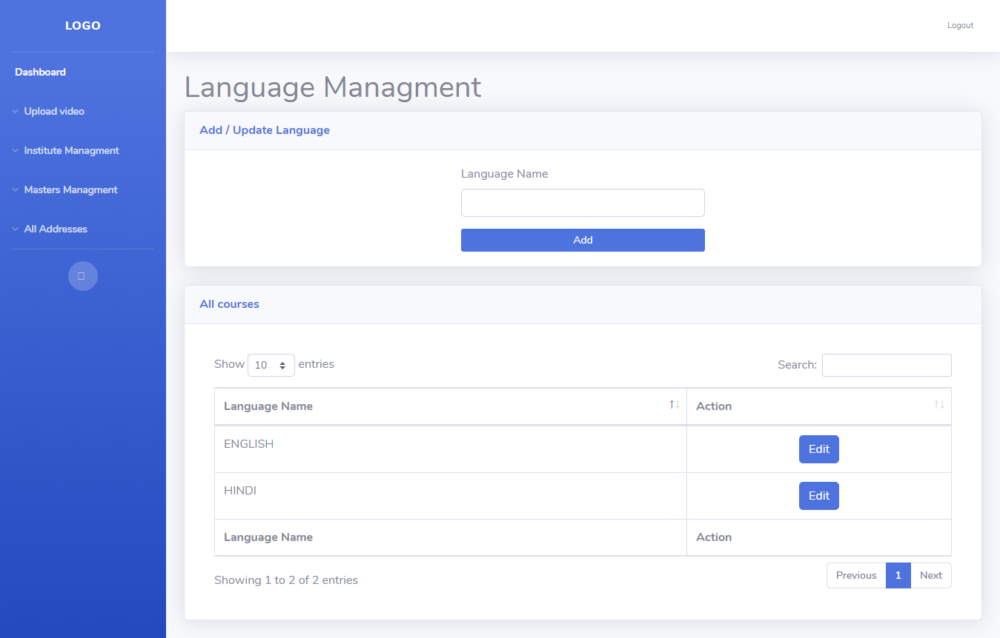 LOGO
Logout
Dashboard
Upload video
Institute Managment
Masters Managment
All Addresses
Language Managment
Add / Update Language
Language Name
Add
All courses
Show 10 entries
Search:
Language Name Action
ENGLISH Edit
HINDI Edit
Language Name Action
Showing 1 to 2 of 2 entries
Previous 1 Next